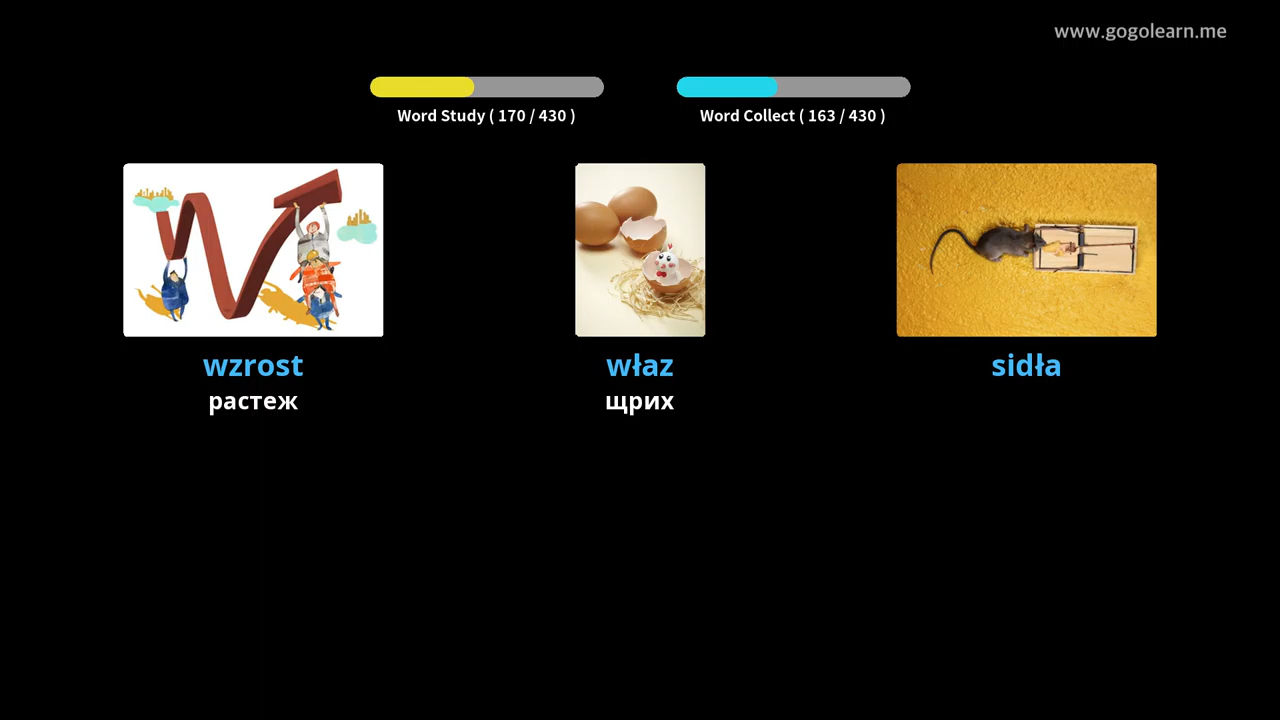 www.gogolearn.me
Word Study ( 170 / 430 )
Word Collect ( 163 / 430 )
wzrost
właz
sidła
растеж
щрих